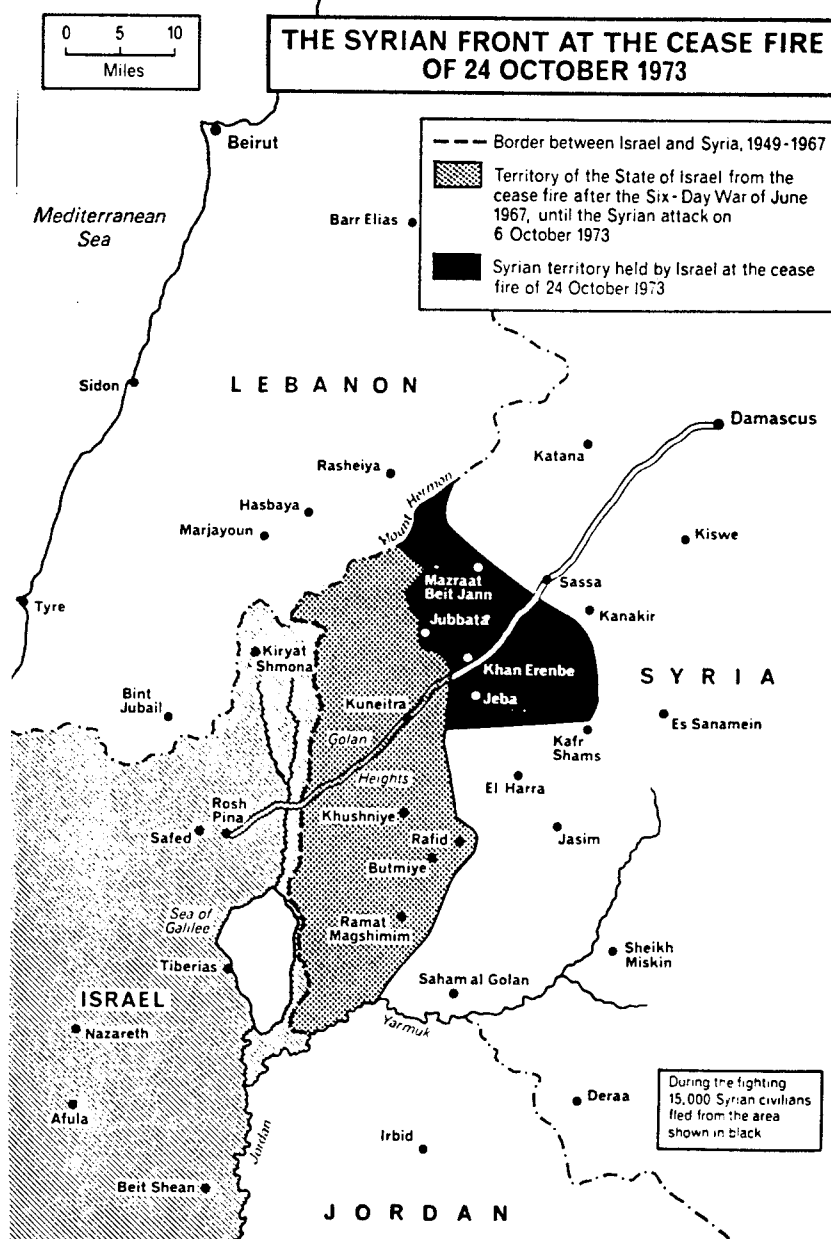 0 5 10
Miles
THE SYRIAN FRONT AT THE CEASE FIRE
OF 24 OCTOBER 1973
Border between Israel and Syria, 1949-1967
Territory of the State of Israel from the
cease fire after the Six-Day War of June
1967, until the Syrian attack on
6 October 1973
Syrian territory held by Israel at the cease
fire of 24 October 1973
Beirut
Mediterranean
Sea
Barr Elias
Sidon
LEBANON
Damascus
Katana
Rasheiya
Mount Hermon
Hasbaya
Marjayoun
Kiswe
Mazraat
Beit Jann
Sassa
Tyre
Jubbata
Kanakir
Kiryat
Shmona
Khan Erenbe
SYRIA
Bint
Jubail
Kuneitra
Jeba
Es Sanamein
Golan
Heights
Kafr
Shams
El Harra
Rosh
Pina
Safed
Khushniye
Rafid
Jasim
Butmiye
Sea of
Galilee
Ramat
Magshimim
Sheikh
Miskin
Tiberias
Saham al Golan
ISRAEL
Nazareth
Yarmuk
During the fighting
15,000 Syrian civilians
fled from the area
shown in black
Deraa
Afula
Irbid
Jordan
Beit Shean
JORDAN